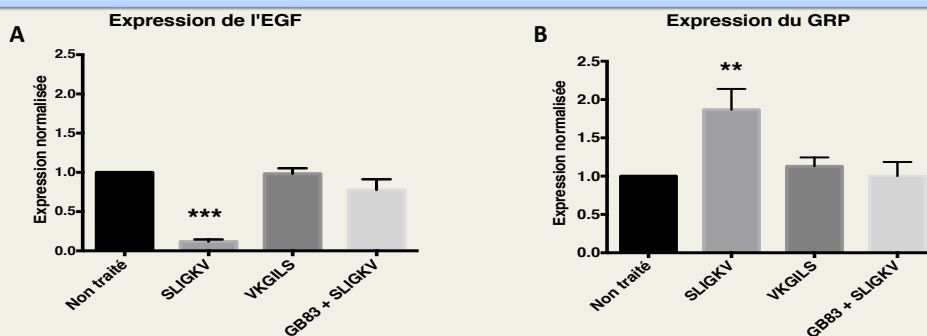 Expression de l'EGF
A
Expression normalisée
2.5
2.0
1.5
1.0
0.5
0.0
***
Non traité
SLIGKV
VKGILS
GB83 + SLIGKV
Expression du GRP
B
Expression normalisée
2.5
2.0
1.5
1.0
0.5
0.0
**
Non traité
SLIGKV
VKGILS
GB83 + SLIGKV